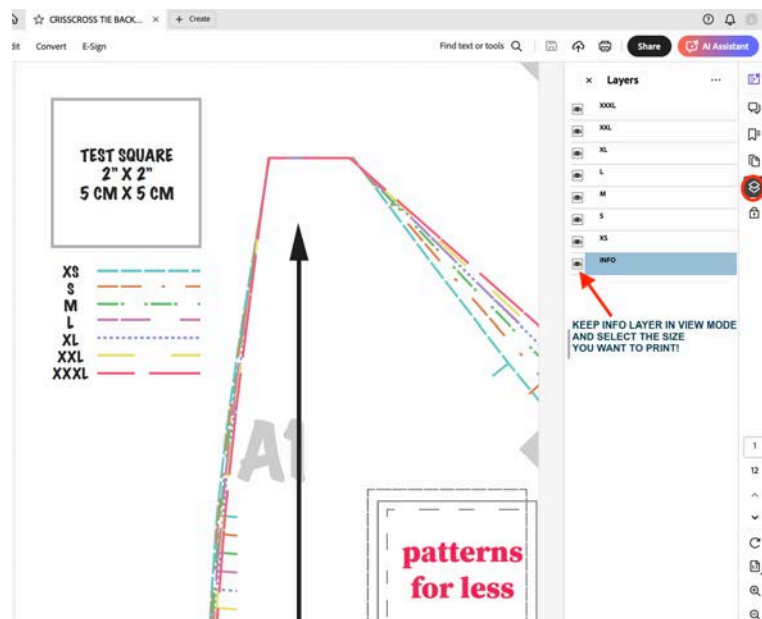 CRISSCROSS TIE BACK... × + Create
Convert E-Sign
Find text or tools
Share
AI Assistant
× Layers ...
XXXL
XXL
XL
L
M
S
XS
INFO
KEEP INFO LAYER IN VIEW MODE
AND SELECT THE SIZE
YOU WANT TO PRINT!
TEST SQUARE
2" X 2"
5 CM X 5 CM
XS
S
M
L
XL
XXL
XXXL
A1
patterns
for less
1
12